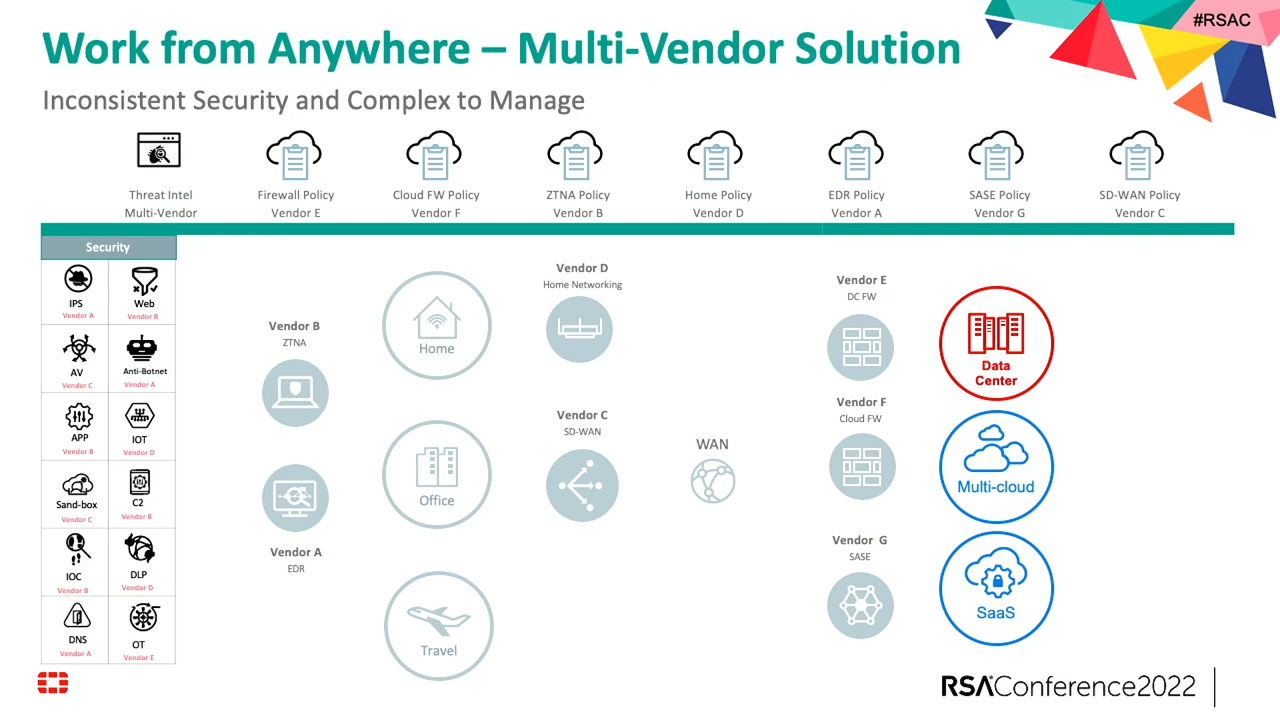 #RSAC
Work from Anywhere – Multi-Vendor Solution
Inconsistent Security and Complex to Manage
Threat Intel
Multi-Vendor
Firewall Policy
Vendor E
Cloud FW Policy
Vendor F
ZTNA Policy
Vendor B
Home Policy
Vendor D
EDR Policy
Vendor A
SASE Policy
Vendor G
SD-WAN Policy
Vendor C
Security
IPS
Vendor A
Web
Vendor B
AV
Vendor C
Anti-Botnet
Vendor A
APP
Vendor B
IOT
Vendor D
Sand-box
Vendor C
C2
Vendor B
IOC
Vendor B
DLP
Vendor D
DNS
Vendor A
OT
Vendor E
Vendor B
ZTNA
Vendor A
EDR
Home
Office
Travel
Vendor D
Home Networking
Vendor C
SD-WAN
WAN
Vendor E
DC FW
Vendor F
Cloud FW
Vendor G
SASE
Data
Center
Multi-cloud
SaaS
RSAConference2022